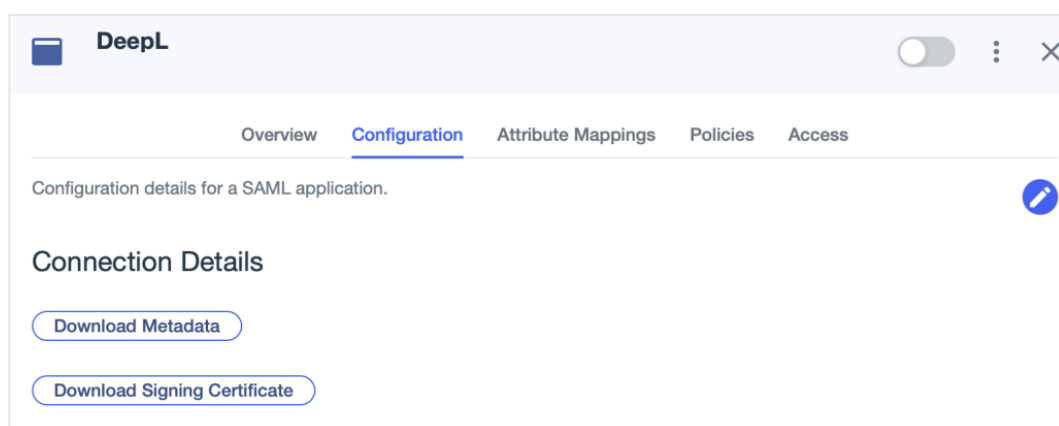 DeepL
Overview Configuration Attribute Mappings Policies Access
Configuration details for a SAML application.
Connection Details
Download Metadata
Download Signing Certificate